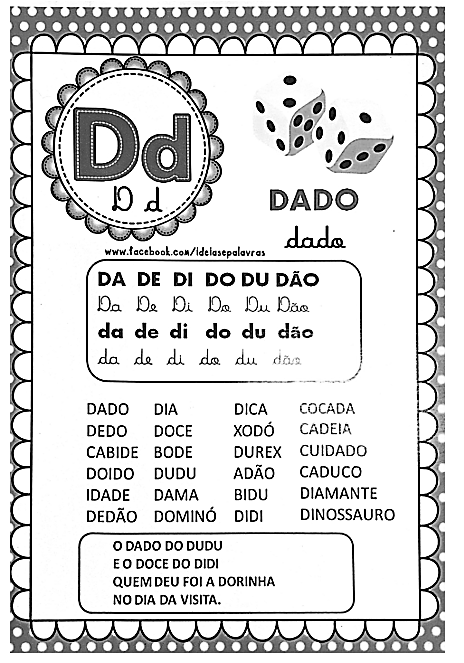 Dd
D d
DADO
dado
www.facebook.com/ideiasepalavras
DA DE DI DO DU DÃO
Da De Di Do Du Dão
da de di do du dão
da de di do du dão
DADO DIA DICA COCADA
DEDO DOCE XODÓ CADEIA
CABIDE BODE DUREX CUIDADO
DOIDO DUDU ADÃO CADUCO
IDADE DAMA BIDU DIAMANTE
DEDÃO DOMINÓ DIDI DINOSSAURO
O DADO DO DUDU
E O DOCE DO DIDI
QUEM DEU FOI A DORINHA
NO DIA DA VISITA.